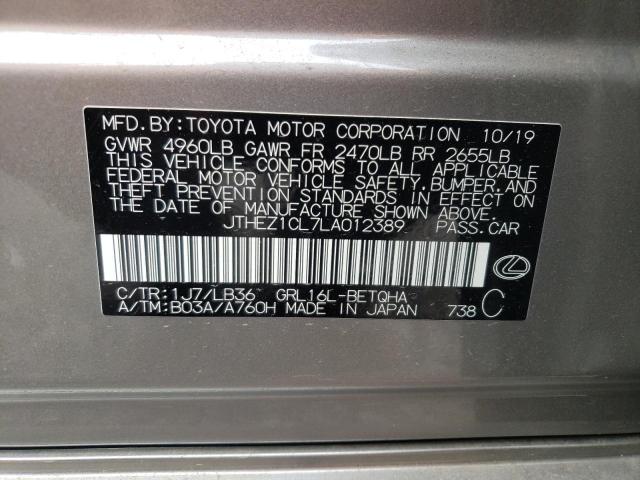 MFD.BY:TOYOTA MOTOR CORPORATION 10/19
GVWR 4960LB GAWR FR 2470LB RR 2655LB
THIS VEHICLE CONFORMS TO ALL APPLICABLE
FEDERAL MOTOR VEHICLE SAFETY,BUMPER,AND
THEFT PREVENTION STANDARDS IN EFFECT ON
THE DATE OF MANUFACTURE SHOWN ABOVE.
JTHEZ1CL7LA012389 PASS.CAR
C/TR:1J7/LB36 GRL16L-BETQHA
A/TM:B03A/A760H MADE IN JAPAN 738 C